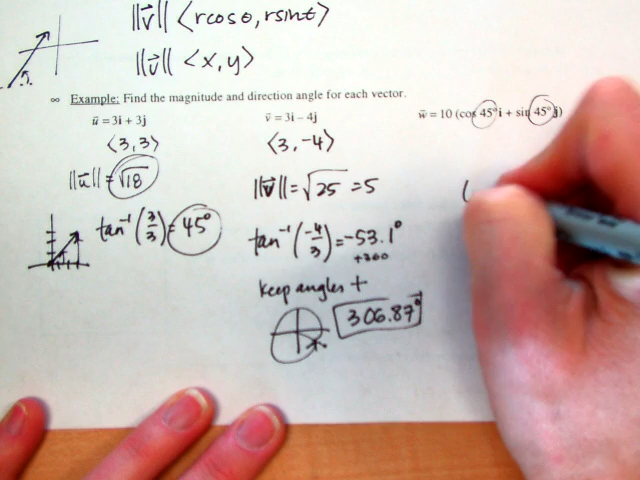 ||v⃗|| <rcosθ, rsint>
||v⃗|| <x, y>
∞ Example: Find the magnitude and direction angle for each vector.
u⃗ = 3i + 3j
<3, 3>
||u⃗|| = √18
tan⁻¹(3/3) = 45°
v⃗ = 3i − 4j
<3, -4>
||v⃗|| = √25 = 5
tan⁻¹(-4/3) = -53.1°
+360
keep angles +
306.87°
w⃗ = 10 (cos 45°i + sin 45°j)
(